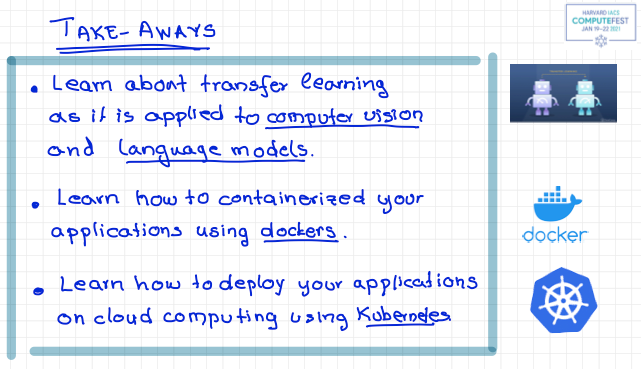 HARVARD IACS
COMPUTEFEST
JAN 19-22 2021
TAKE-AWAYS
• Learn about transfer learning
as it is applied to computer vision
and language models.
• Learn how to containerized your
applications using dockers.
docker
• Learn how to deploy your applications
on cloud computing using Kubernetes